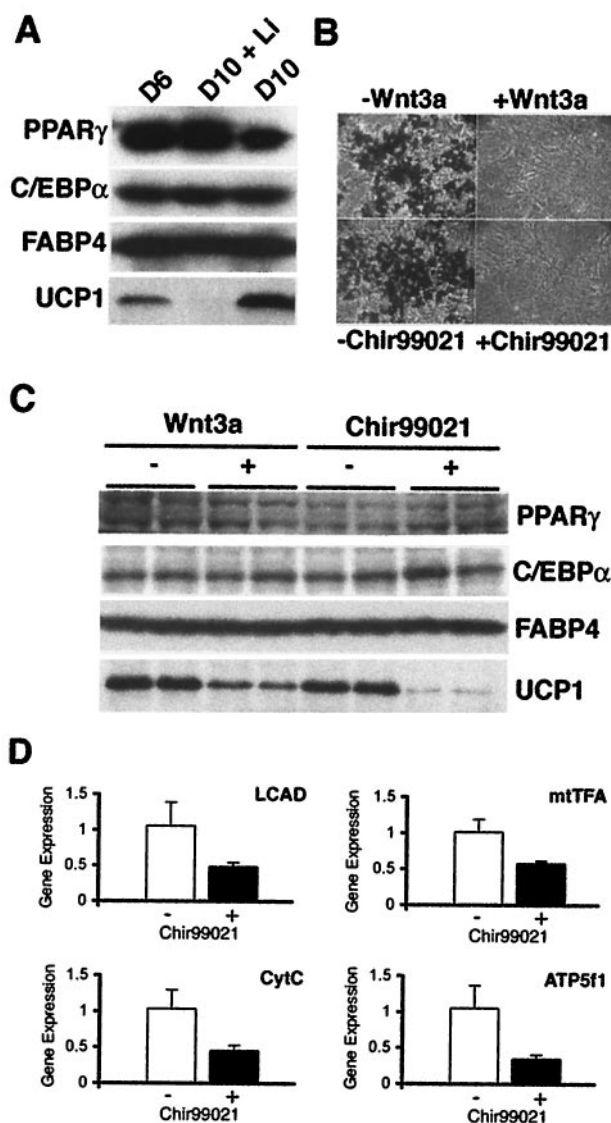 A
D6
D10 + LI
D10
PPARγ
C/EBPα
FABP4
UCP1
B
-Wnt3a +Wnt3a
-Chir99021 +Chir99021
C
Wnt3a Chir99021
- + - +
PPARγ
C/EBPα
FABP4
UCP1
D
LCAD
Gene Expression
1.5
1
0.5
0
- +
Chir99021
mtTFA
Gene Expression
1.5
1
0.5
0
- +
Chir99021
CytC
Gene Expression
1.5
1
0.5
0
- +
Chir99021
ATP5f1
Gene Expression
1.5
1
0.5
0
- +
Chir99021